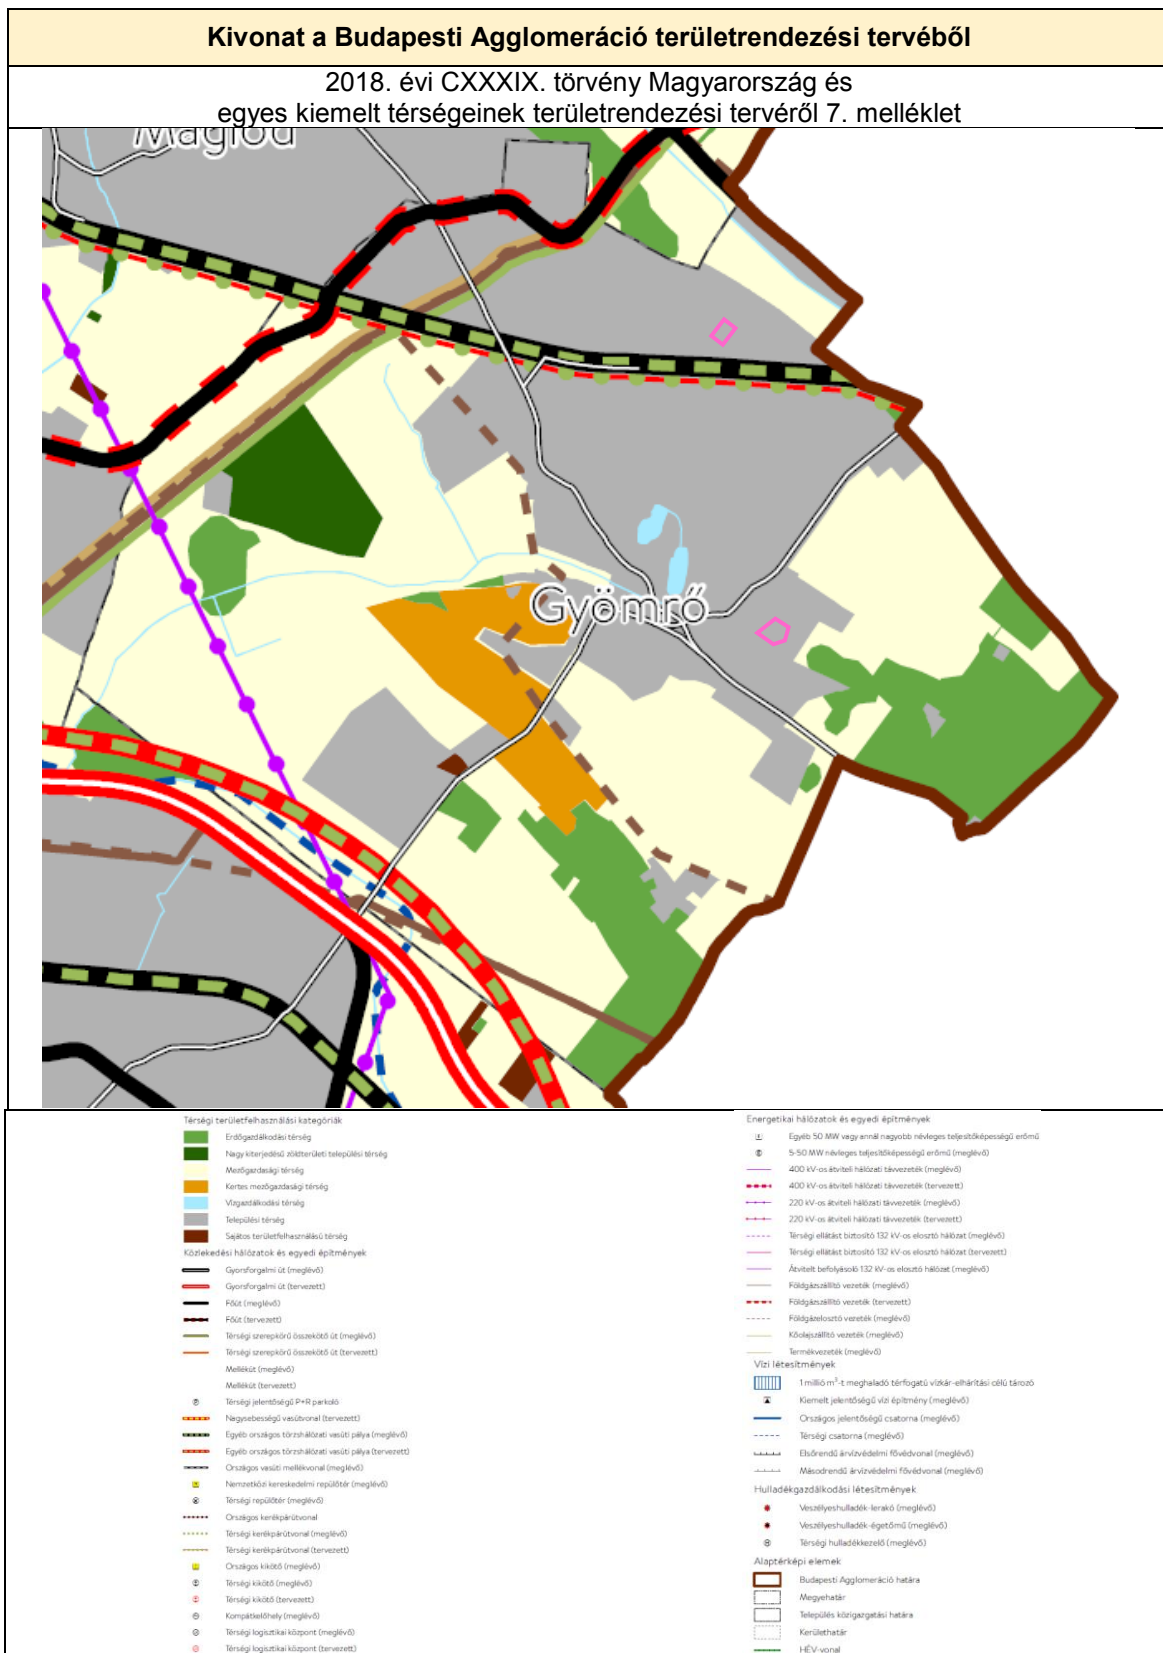 Kivonat a Budapesti Agglomeráció területrendezési tervéből
2018. évi CXXXIX. törvény Magyarország és
egyes kiemelt térségeinek területrendezési tervéről 7. melléklet
Maglód
Gyömrő
Térségi területfelhasználási kategóriák
Erdőgazdálkodási térség
Nagy kiterjedésű zöldterületi települési térség
Mezőgazdasági térség
Kertes mezőgazdasági térség
Vízgazdálkodási térség
Települési térség
Sajátos területfelhasználású térség
Közlekedési hálózatok és egyedi építmények
Gyorsforgalmi út (meglévő)
Gyorsforgalmi út (tervezett)
Főút (meglévő)
Főút (tervezett)
Térségi szerepkörű összekötő út (meglévő)
Térségi szerepkörű összekötő út (tervezett)
Mellékút (meglévő)
Mellékút (tervezett)
Térségi jelentőségű P+R parkoló
Nagysebességű vasútvonal (tervezett)
Egyéb országos törzshálózati vasúti pálya (meglévő)
Egyéb országos törzshálózati vasúti pálya (tervezett)
Országos vasúti mellékvonal (meglévő)
Nemzetközi kereskedelmi repülőtér (meglévő)
Térségi repülőtér (meglévő)
Országos kerékpárútvonal
Térségi kerékpárútvonal (meglévő)
Térségi kerékpárútvonal (tervezett)
Országos kikötő (meglévő)
Térségi kikötő (meglévő)
Térségi kikötő (tervezett)
Kompátkelőhely (meglévő)
Térségi logisztikai központ (meglévő)
Térségi logisztikai központ (tervezett)
Energetikai hálózatok és egyedi építmények
Egyéb 50 MW vagy annál nagyobb névleges teljesítőképességű erőmű
5-50 MW névleges teljesítőképességű erőmű (meglévő)
400 kV-os átviteli hálózati távvezeték (meglévő)
400 kV-os átviteli hálózati távvezeték (tervezett)
220 kV-os átviteli hálózati távvezeték (meglévő)
220 kV-os átviteli hálózati távvezeték (tervezett)
Térségi ellátást biztosító 132 kV-os elosztó hálózat (meglévő)
Térségi ellátást biztosító 132 kV-os elosztó hálózat (tervezett)
Átvitelt befolyásoló 132 kV-os elosztó hálózat (meglévő)
Földgázszállító vezeték (meglévő)
Földgázszállító vezeték (tervezett)
Földgázelosztó vezeték (meglévő)
Kőolajszállító vezeték (meglévő)
Termékvezeték (meglévő)
Vízi létesítmények
1 millió m³-t meghaladó térfogatú vízkár-elhárítási célú tározó
Kiemelt jelentőségű vízi építmény (meglévő)
Országos jelentőségű csatorna (meglévő)
Térségi csatorna (meglévő)
Elsőrendű árvízvédelmi fővédvonal (meglévő)
Másodrendű árvízvédelmi fővédvonal (meglévő)
Hulladékgazdálkodási létesítmények
Veszélyeshulladék-lerakó (meglévő)
Veszélyeshulladék-égetőmű (meglévő)
Térségi hulladékkezelő (meglévő)
Alaptérképi elemek
Budapesti Agglomeráció határa
Megyehatár
Település közigazgatási határa
Kerülethatár
HÉV-vonal